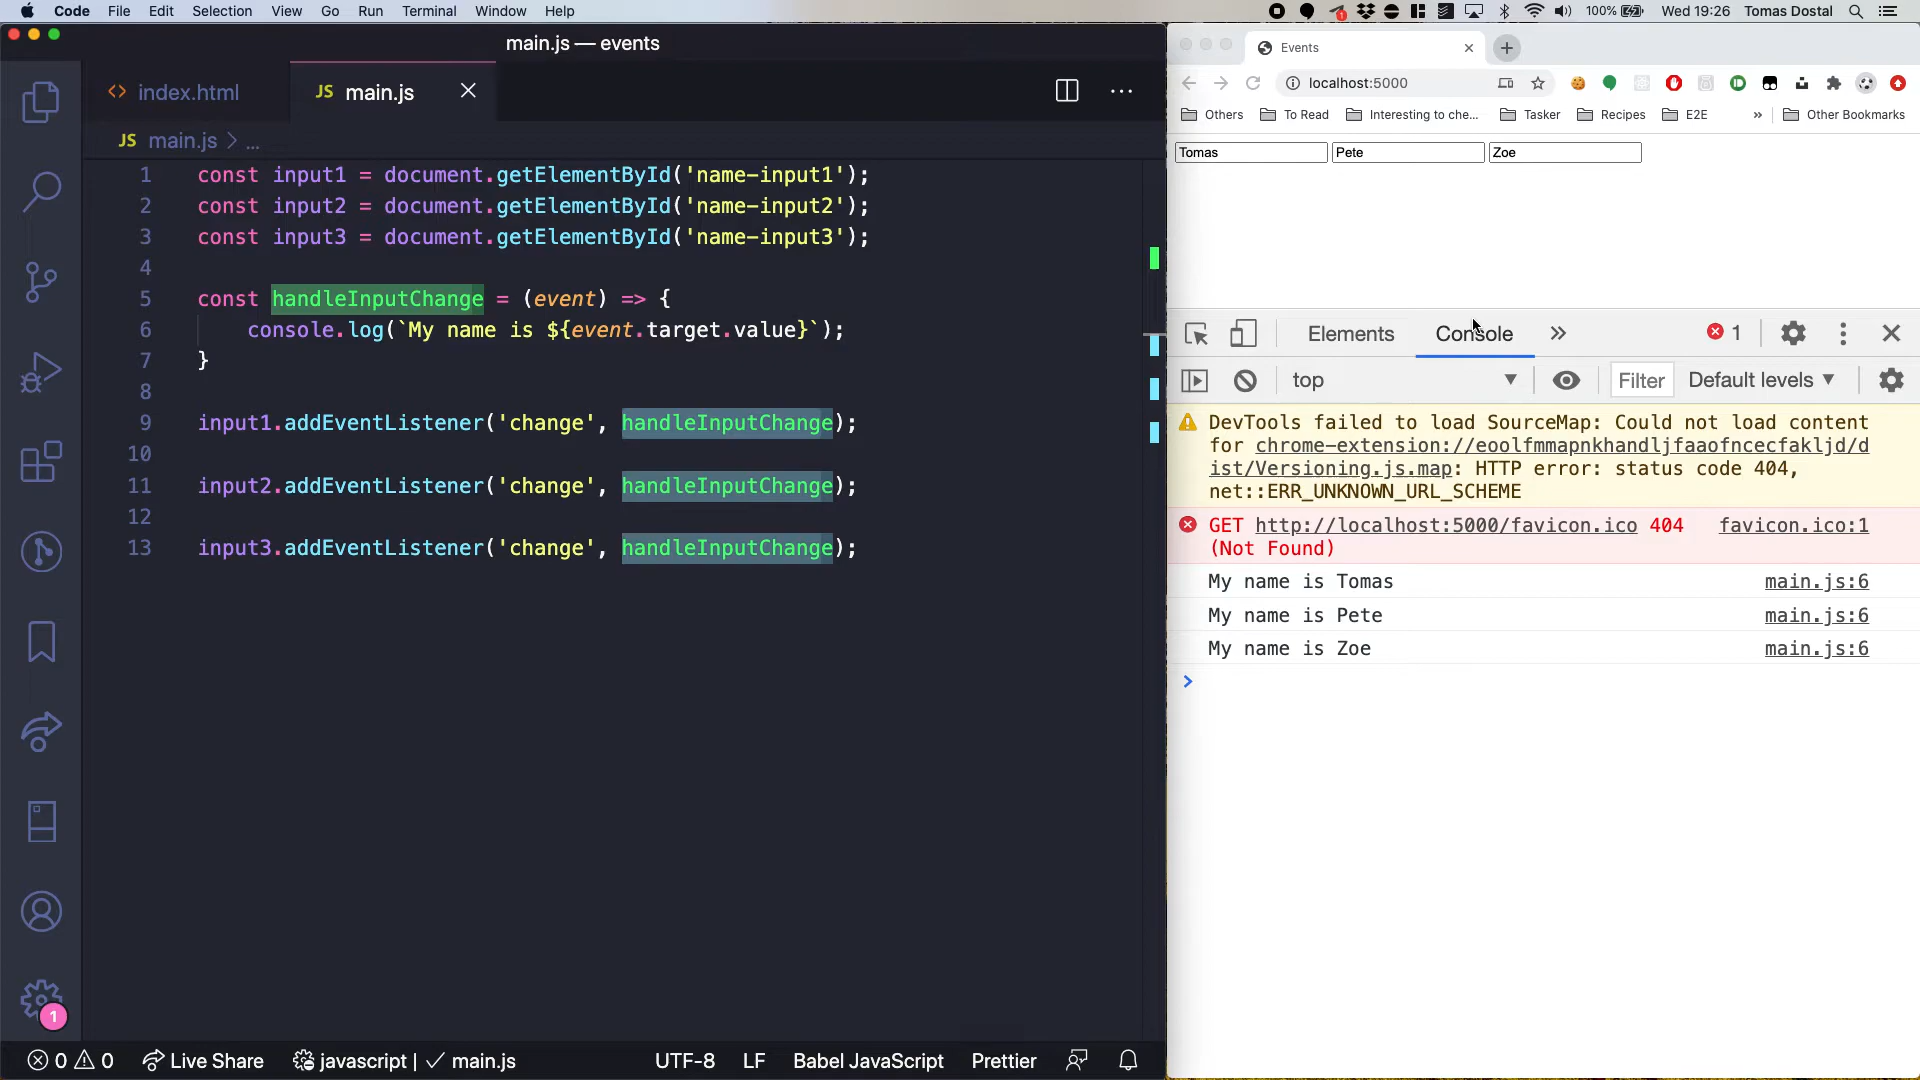 Code File Edit Selection View Go Run Terminal Window Help
1 100% Wed 19:26 Tomas Dostal
main.js — events
index.html
JS main.js
JS main.js > ...
1 const input1 = document.getElementById('name-input1');
2 const input2 = document.getElementById('name-input2');
3 const input3 = document.getElementById('name-input3');
4
5 const handleInputChange = (event) => {
6 console.log(`My name is ${event.target.value}`);
7 }
8
9 input1.addEventListener('change', handleInputChange);
10
11 input2.addEventListener('change', handleInputChange);
12
13 input3.addEventListener('change', handleInputChange);
1
0 0 Live Share javascript | main.js UTF-8 LF Babel JavaScript Prettier
Events
localhost:5000
Others To Read Interesting to che... Tasker Recipes E2E » Other Bookmarks
Tomas Pete Zoe
Elements Console » 1
top Filter Default levels
DevTools failed to load SourceMap: Could not load content
for chrome-extension://eoolfmmapnkhandljfaaofncecfakljd/d
ist/Versioning.js.map: HTTP error: status code 404,
net::ERR_UNKNOWN_URL_SCHEME
GET http://localhost:5000/favicon.ico 404 favicon.ico:1
(Not Found)
My name is Tomas main.js:6
My name is Pete main.js:6
My name is Zoe main.js:6
>